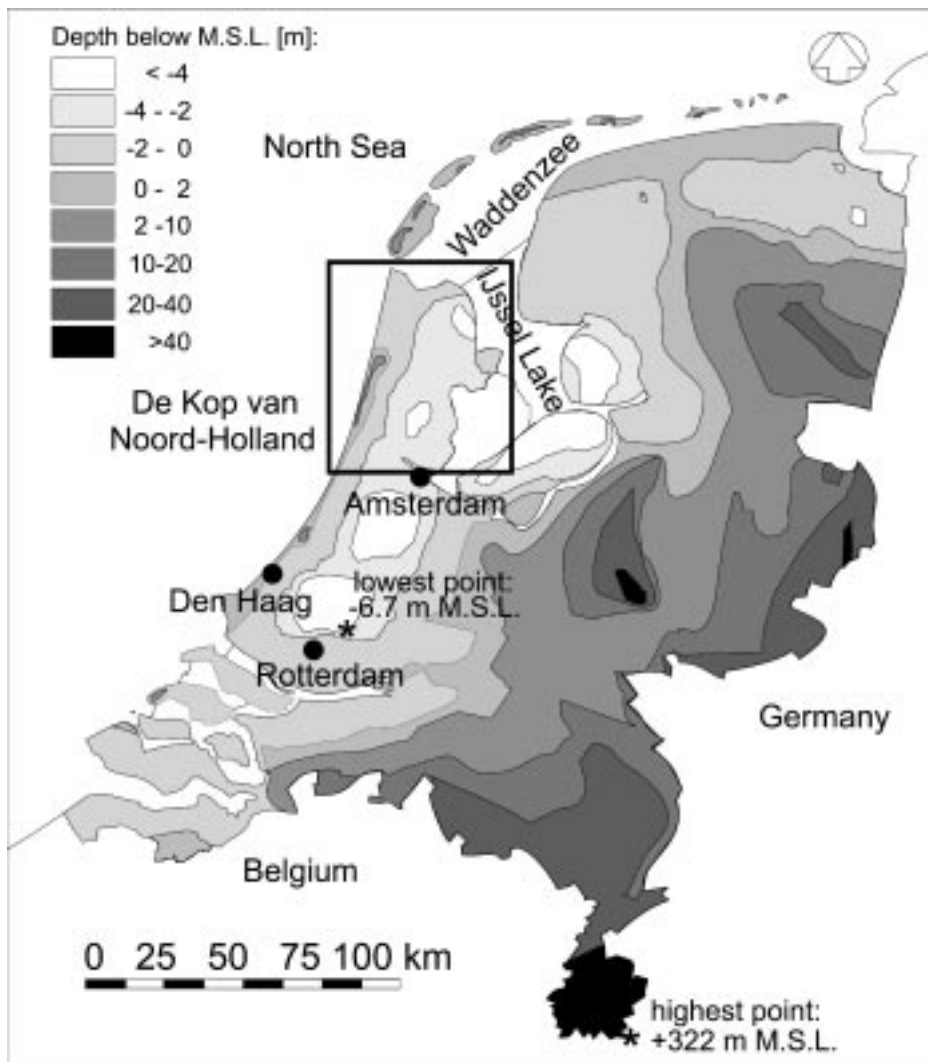 Depth below M.S.L. [m]:
< -4
-4 - -2
-2 - 0
0 - 2
2 -10
10-20
20-40
>40
North Sea
Waddenzee
IJssel Lake
De Kop van
Noord-Holland
Amsterdam
lowest point:
-6.7 m M.S.L.
*
Den Haag
Rotterdam
Germany
Belgium
0 25 50 75 100 km
highest point:
* +322 m M.S.L.